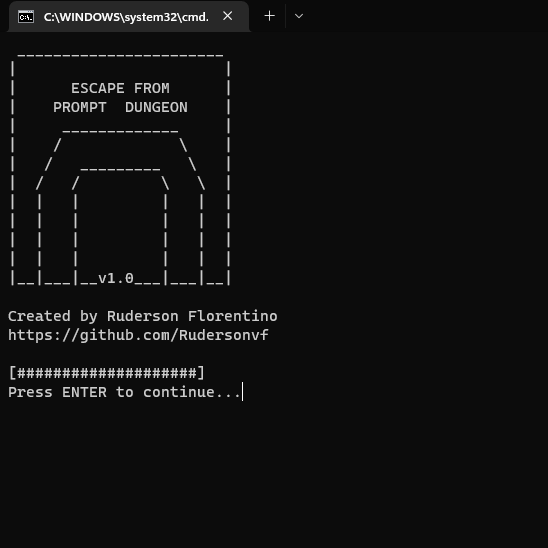 C:\WINDOWS\system32\cmd.
ESCAPE FROM
PROMPT  DUNGEON
v1.0
Created by Ruderson Florentino
https://github.com/Rudersonvf
[####################]
Press ENTER to continue...